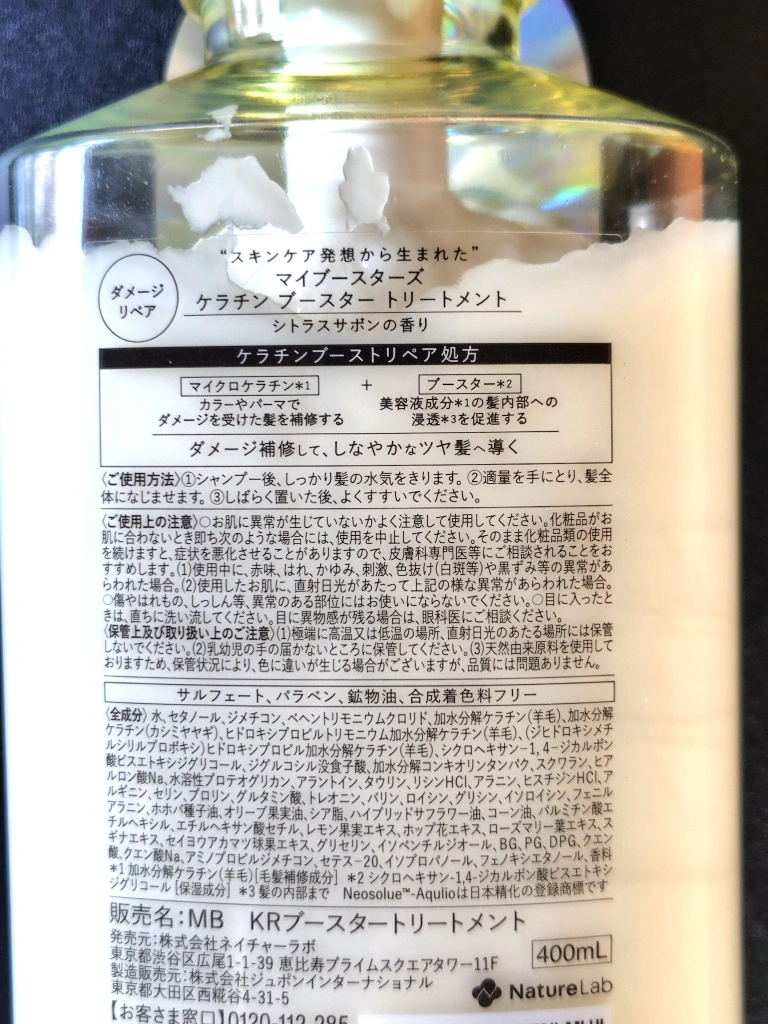 “スキンケア発想から生まれた”
マイブースターズ
ダメージ
リペア
ケラチン ブースター トリートメント
シトラスサボンの香り
ケラチンブーストリペア処方
マイクロケラチン*1 + ブースター*2
カラーやパーマで
ダメージを受けた髪を補修する
美容液成分*1の髪内部への
浸透*3を促進する
ダメージ補修して、しなやかなツヤ髪へ導く
〈ご使用方法〉①シャンプー後、しっかり髪の水気をきります。②適量を手にとり、髪全
体になじませます。③しばらく置いた後、よくすすいでください。
〈ご使用上の注意〉○お肌に異常が生じていないかよく注意して使用してください。化粧品がお
肌に合わないとき即ち次のような場合には、使用を中止してください。そのまま化粧品類の使用
を続けますと、症状を悪化させることがありますので、皮膚科専門医等にご相談されることをお
すすめします。(1)使用中に、赤味、はれ、かゆみ、刺激、色抜け(白斑等)や黒ずみ等の異常があ
らわれた場合。(2)使用したお肌に、直射日光があたって上記の様な異常があらわれた場合。
○傷やはれもの、しっしん等、異常のある部位にはお使いにならないでください。○目に入ったと
きは、直ちに洗い流してください。目に異物感が残る場合は、眼科医にご相談ください。
〈保管上及び取り扱い上のご注意〉(1)極端に高温又は低温の場所、直射日光のあたる場所には保管
しないでください。(2)乳幼児の手の届かないところに保管してください。(3)天然由来原料を使用して
おりますため、保管状況により、色に違いが生じる場合がございますが、品質には問題ありません。
サルフェート、パラベン、鉱物油、合成着色料フリー
〈全成分〉水、セタノール、ジメチコン、ベヘントリモニウムクロリド、加水分解ケラチン(羊毛)、加水分解
ケラチン(カシミヤヤギ)、ヒドロキシプロピルトリモニウム加水分解ケラチン(羊毛)、(ジヒドロキシメチ
ルシリルプロポキシ)ヒドロキシプロピル加水分解ケラチン(羊毛)、シクロヘキサン-1,4-ジカルボン
酸ビスエトキシジグリコール、ジグルコシル没食子酸、加水分解コンキオリンタンパク、スクワラン、ヒア
ルロン酸Na、水溶性プロテオグリカン、アラントイン、タウリン、リシンHCl、アラニン、ヒスチジンHCl、ア
ルギニン、セリン、プロリン、グルタミン酸、トレオニン、バリン、ロイシン、グリシン、イソロイシン、フェニル
アラニン、ホホバ種子油、オリーブ果実油、シア脂、ハイブリッドサフラワー油、コーン油、パルミチン酸エ
チルヘキシル、エチルヘキサン酸セチル、レモン果実エキス、ホップ花エキス、ローズマリー葉エキス、ス
ギナエキス、セイヨウアカマツ球果エキス、グリセリン、イソペンチルジオール、BG、PG、DPG、クエン
酸、クエン酸Na、アミノプロピルジメチコン、セテス-20、イソプロパノール、フェノキシエタノール、香料
*1 加水分解ケラチン(羊毛)[毛髪補修成分] *2 シクロヘキサン-1,4-ジカルボン酸ビスエトキシ
ジグリコール[保湿成分] *3 髪の内部まで Neosolue™-Aqulioは日本精化の登録商標です
販売名:MB KRブースタートリートメント
発売元:株式会社ネイチャーラボ
東京都渋谷区広尾1-1-39 恵比寿プライムスクエアタワー11F
400mL
製造販売元:株式会社ジュポンインターナショナル
東京都大田区西糀谷4-31-5
NatureLab
【お客さま窓口】0120-112-285